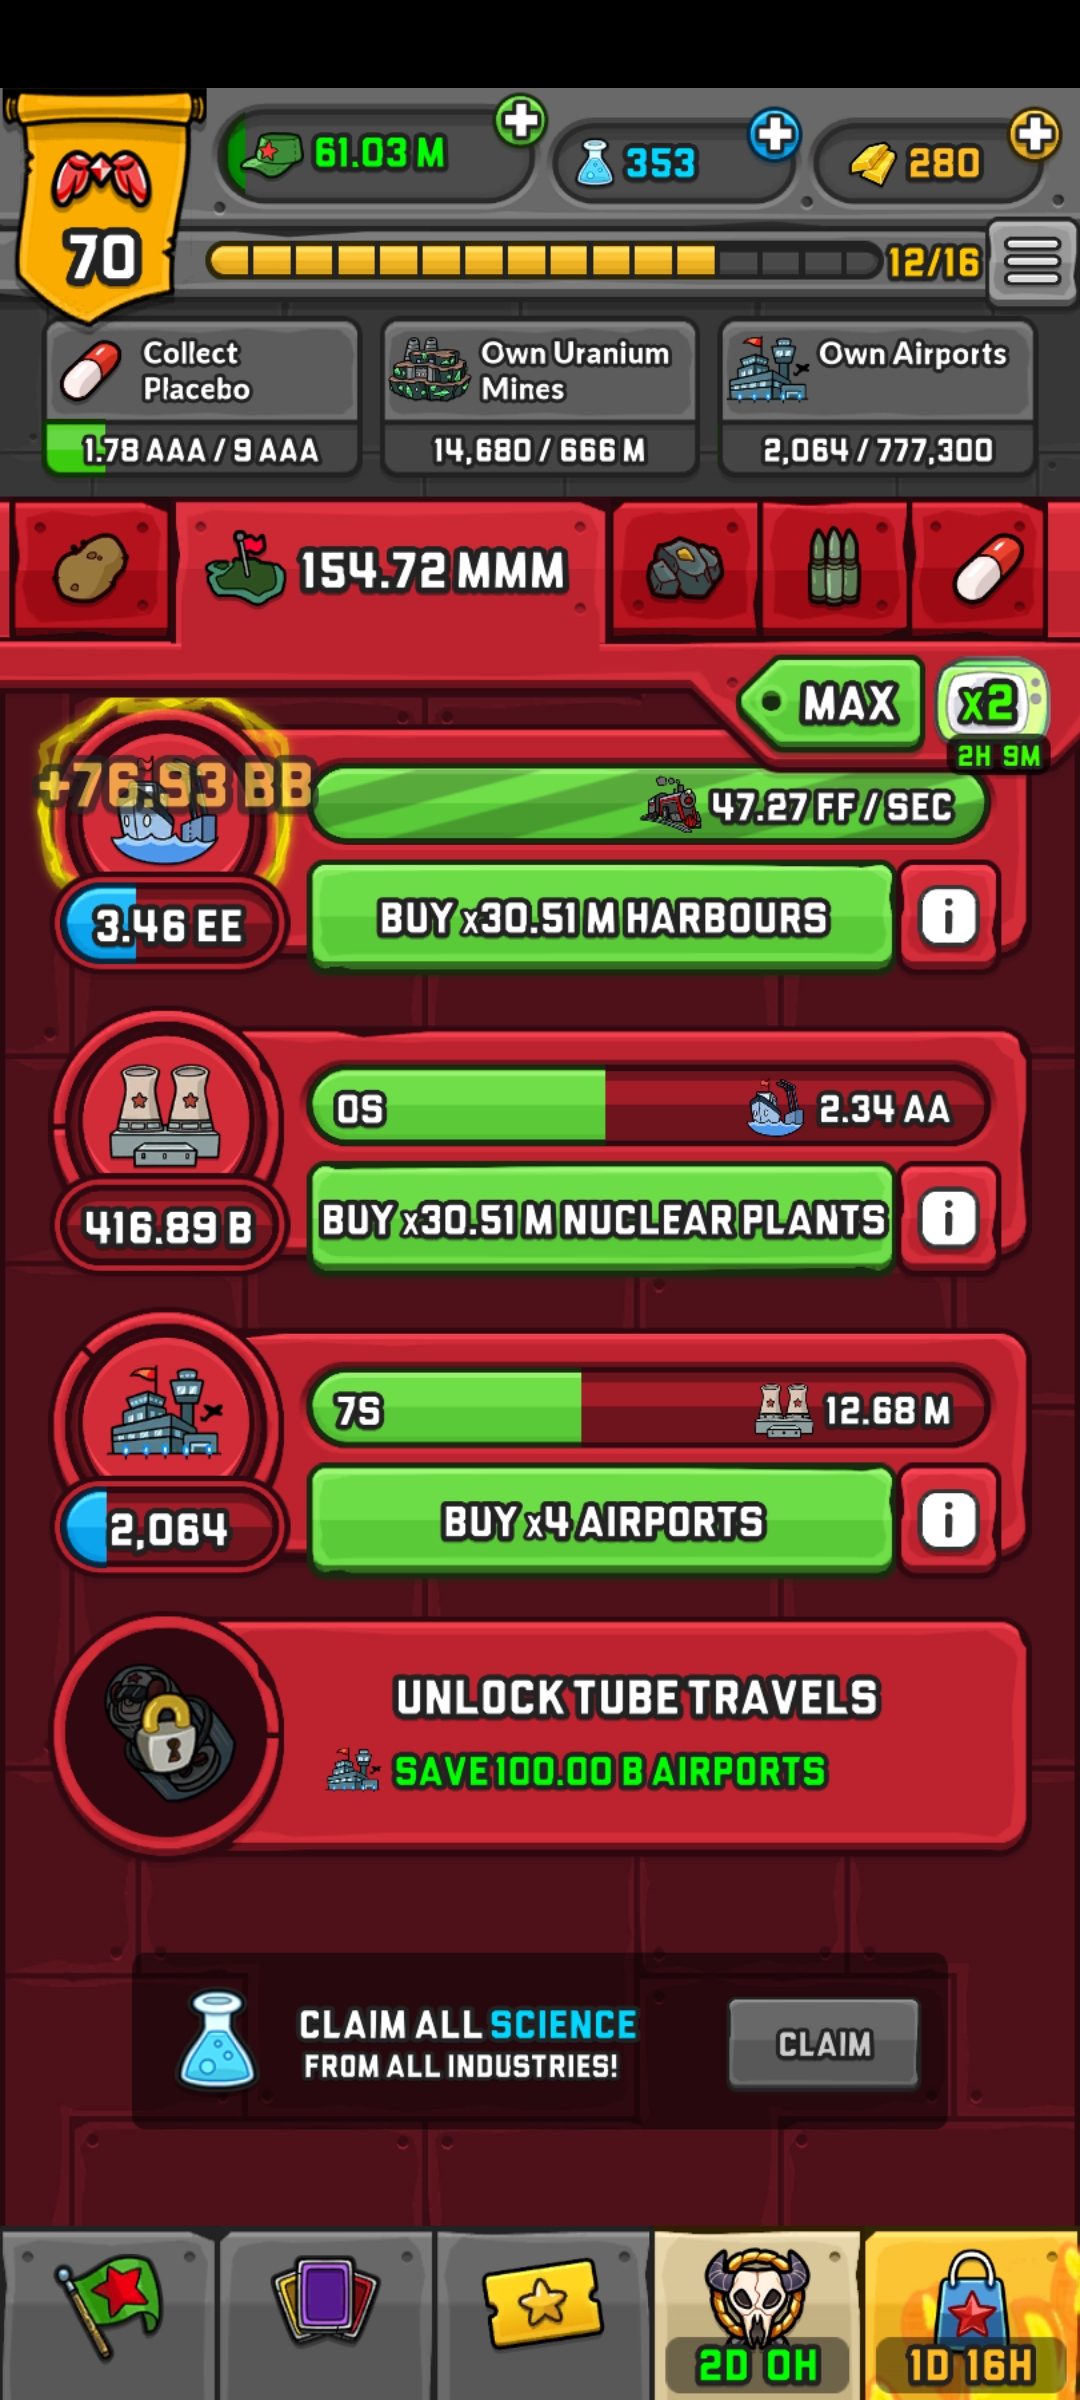 61.03 M
353
280
70
12/16
Collect
Placebo
Own Uranium
Mines
Own Airports
1.78 AAA / 9 AAA
14,680 / 666 M
2,064 / 777,300
154.72 MMM
MAX
x2
2H 9M
+76.93 BB
47.27 FF / SEC
3.46 EE
BUY x30.51 M HARBOURS
i
0S
2.34 AA
416.89 B
BUY x30.51 M NUCLEAR PLANTS
i
7S
12.68 M
2,064
BUY x4 AIRPORTS
i
UNLOCK TUBE TRAVELS
SAVE 100.00 B AIRPORTS
CLAIM ALL SCIENCE
FROM ALL INDUSTRIES!
CLAIM
2D 0H
1D 16H